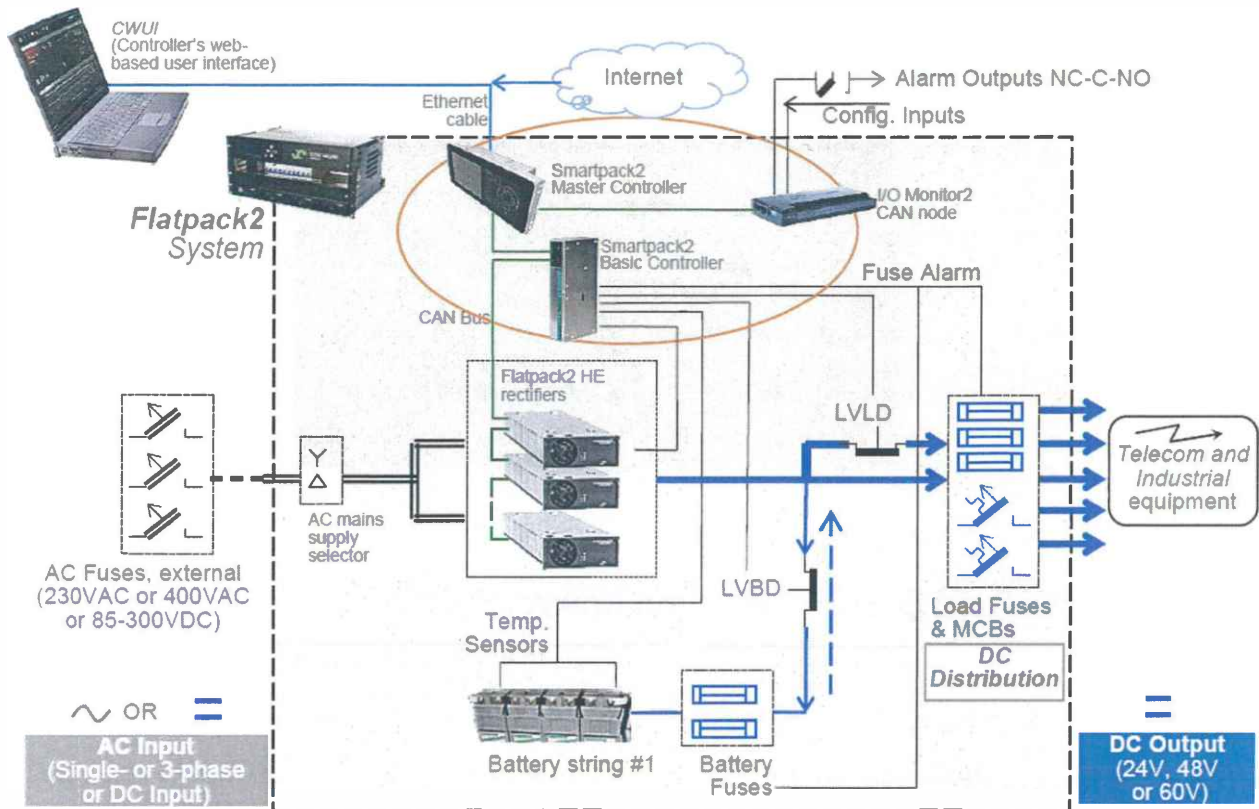 CWUI
(Controller's web-
based user interface)
Internet
Alarm Outputs NC-C-NO
Ethernet
cable
Config. Inputs
Smartpack2
Master Controller
I/O Monitor2
CAN node
Flatpack2
System
Smartpack2
Basic Controller
Fuse Alarm
CAN Bus
Flatpack2 HE
rectifiers
LVLD
Telecom and
Industrial
equipment
AC mains
supply
selector
AC Fuses, external
(230VAC or 400VAC
or 85-300VDC)
LVBD
Load Fuses
& MCBs
Temp.
Sensors
DC
Distribution
OR
AC Input
(Single- or 3-phase
or DC Input)
Battery string #1
Battery
Fuses
DC Output
(24V, 48V
or 60V)